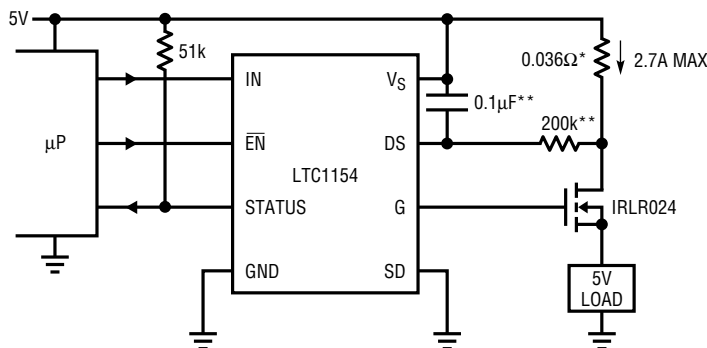 5V
51k
0.036Ω*
2.7A MAX
IN
VS
0.1µF**
200k**
µP
EN
DS
LTC1154
STATUS
G
IRLR024
GND
SD
5V
LOAD